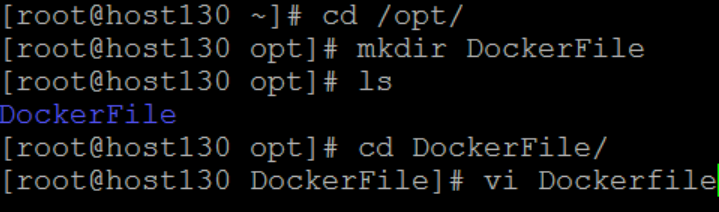 [root@host130 ~]# cd /opt/
[root@host130 opt]# mkdir DockerFile
[root@host130 opt]# ls
DockerFile
[root@host130 opt]# cd DockerFile/
[root@host130 DockerFile]# vi Dockerfile